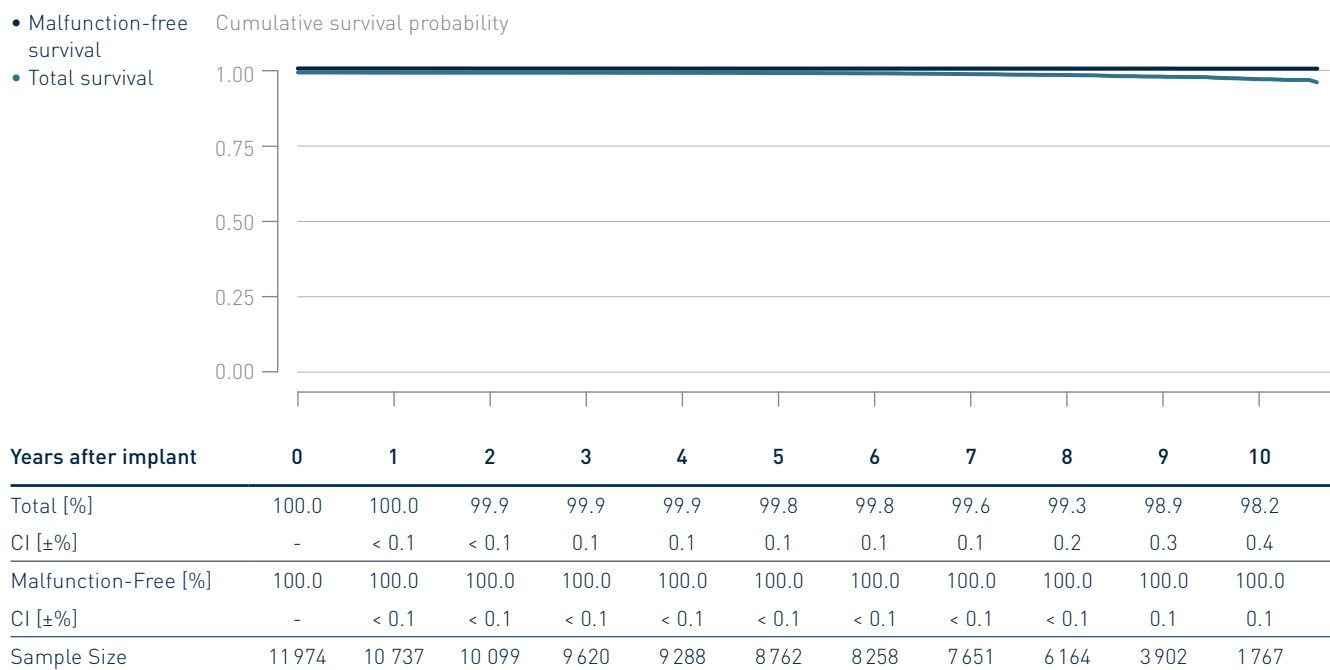 • Malfunction-free survival
• Total survival
Cumulative survival probability
1.00
0.75
0.50
0.25
0.00
Years after implant 0 1 2 3 4 5 6 7 8 9 10
Total [%] 100.0 100.0 99.9 99.9 99.9 99.8 99.8 99.6 99.3 98.9 98.2
CI [±%] - < 0.1 < 0.1 0.1 0.1 0.1 0.1 0.1 0.2 0.3 0.4
Malfunction-Free [%] 100.0 100.0 100.0 100.0 100.0 100.0 100.0 100.0 100.0 100.0 100.0
CI [±%] - < 0.1 < 0.1 < 0.1 < 0.1 < 0.1 < 0.1 < 0.1 < 0.1 0.1 0.1
Sample Size 11 974 10 737 10 099 9 620 9 288 8 762 8 258 7 651 6 164 3 902 1 767